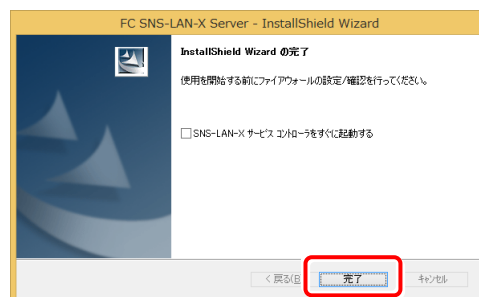 FC SNS-LAN-X Server - InstallShield Wizard
InstallShield Wizard の完了
使用を開始する前にファイアウォールの設定/確認を行ってください。
SNS-LAN-X サービス コントローラをすぐに起動する
< 戻る(B
完了
キャンセル